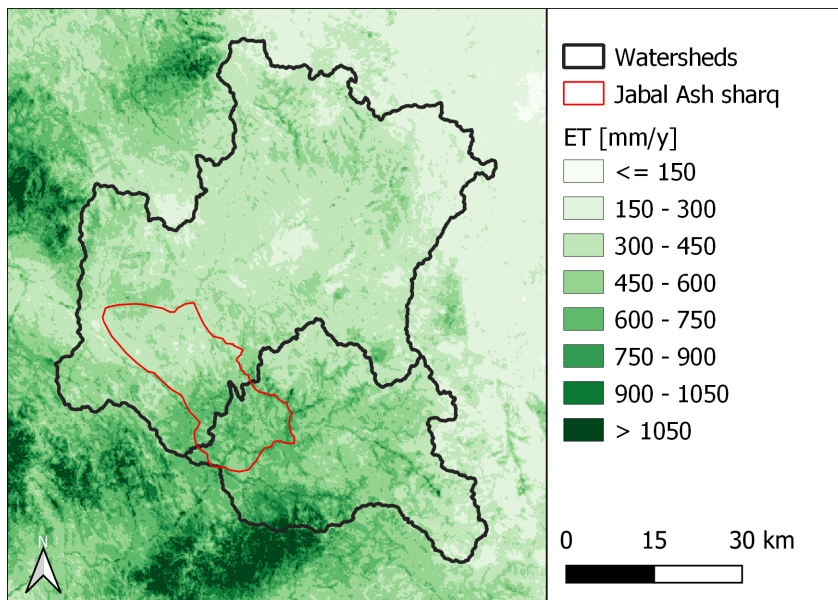 Watersheds
Jabal Ash sharq
ET [mm/y]
<= 150
150 - 300
300 - 450
450 - 600
600 - 750
750 - 900
900 - 1050
> 1050
0 15 30 km
N